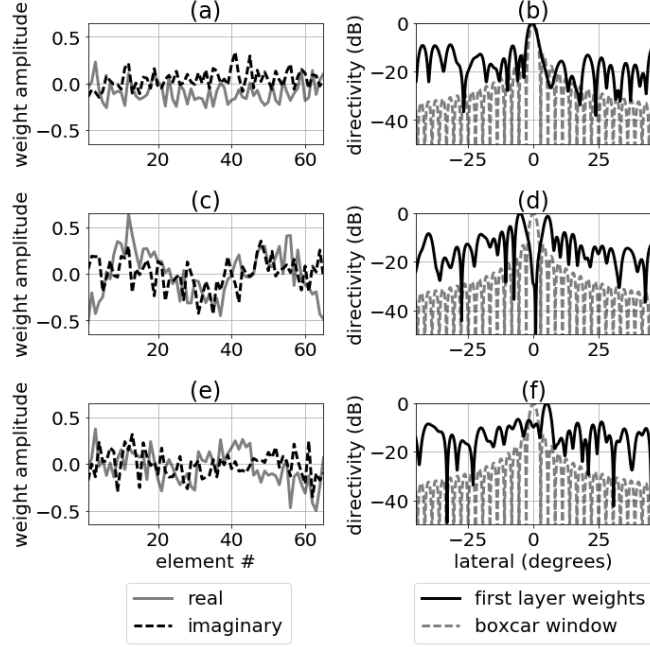 (a) (b)
weight amplitude 0.5 0.0 −0.5 20 40 60
directivity (dB) 0 −20 −40 −25 0 25
(c) (d)
weight amplitude 0.5 0.0 −0.5 20 40 60
directivity (dB) 0 −20 −40 −25 0 25
(e) (f)
weight amplitude 0.5 0.0 −0.5 20 40 60
directivity (dB) 0 −20 −40 −25 0 25
element # lateral (degrees)
real first layer weights
imaginary boxcar window